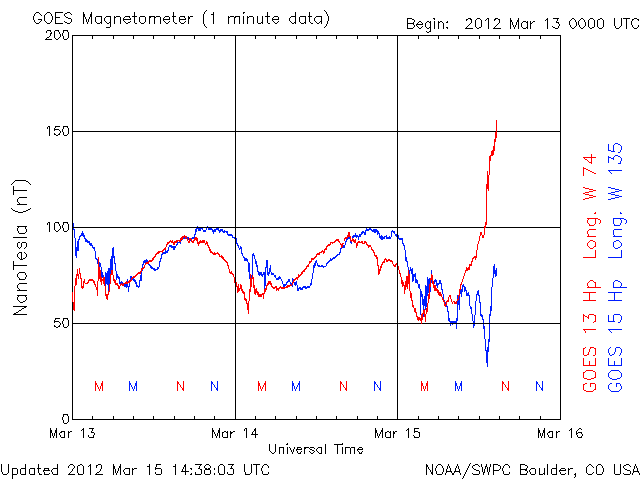 GOES Magnetometer (1 minute data)
Begin: 2012 Mar 13 0000 UTC
200
150
100
50
0
NanoTesla (nT)
M M N N M M N N M M N N
Mar 13 Mar 14 Mar 15 Mar 16
Universal Time
GOES 13 Hp Long. W 74
GOES 15 Hp Long. W 135
Updated 2012 Mar 15 14:38:03 UTC
NOAA/SWPC Boulder, CO USA